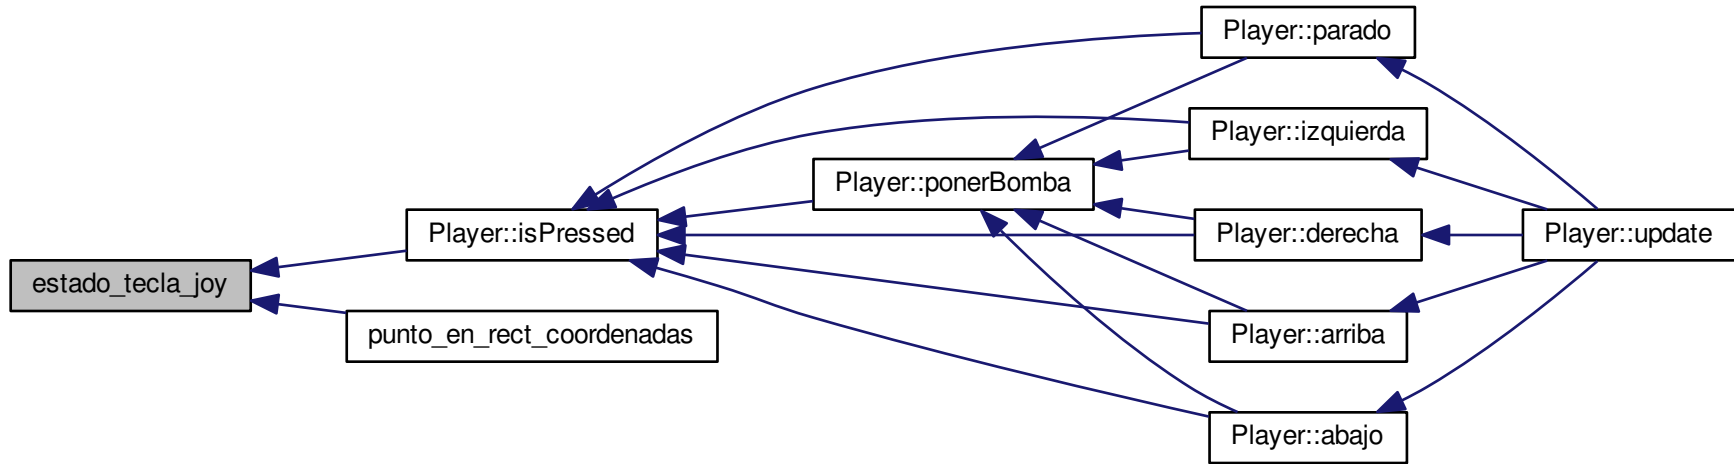 Player::parado
Player::izquierda
Player::ponerBomba
Player::isPressed
Player::derecha
Player::update
estado_tecla_joy
punto_en_rect_coordenadas
Player::arriba
Player::abajo